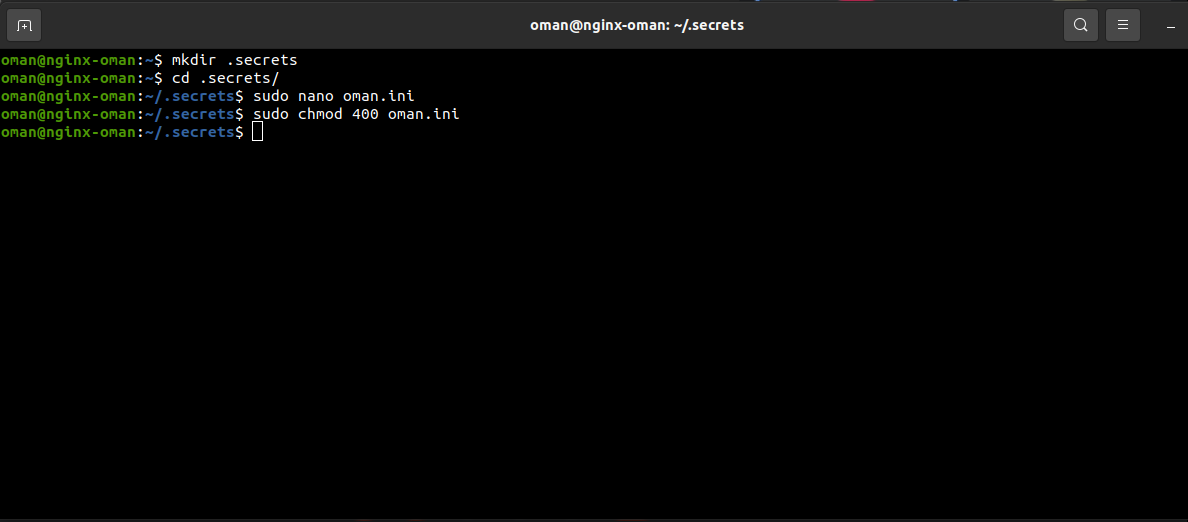 oman@nginx-oman: ~/.secrets
oman@nginx-oman:~$ mkdir .secrets
oman@nginx-oman:~$ cd .secrets/
oman@nginx-oman:~/.secrets$ sudo nano oman.ini
oman@nginx-oman:~/.secrets$ sudo chmod 400 oman.ini
oman@nginx-oman:~/.secrets$